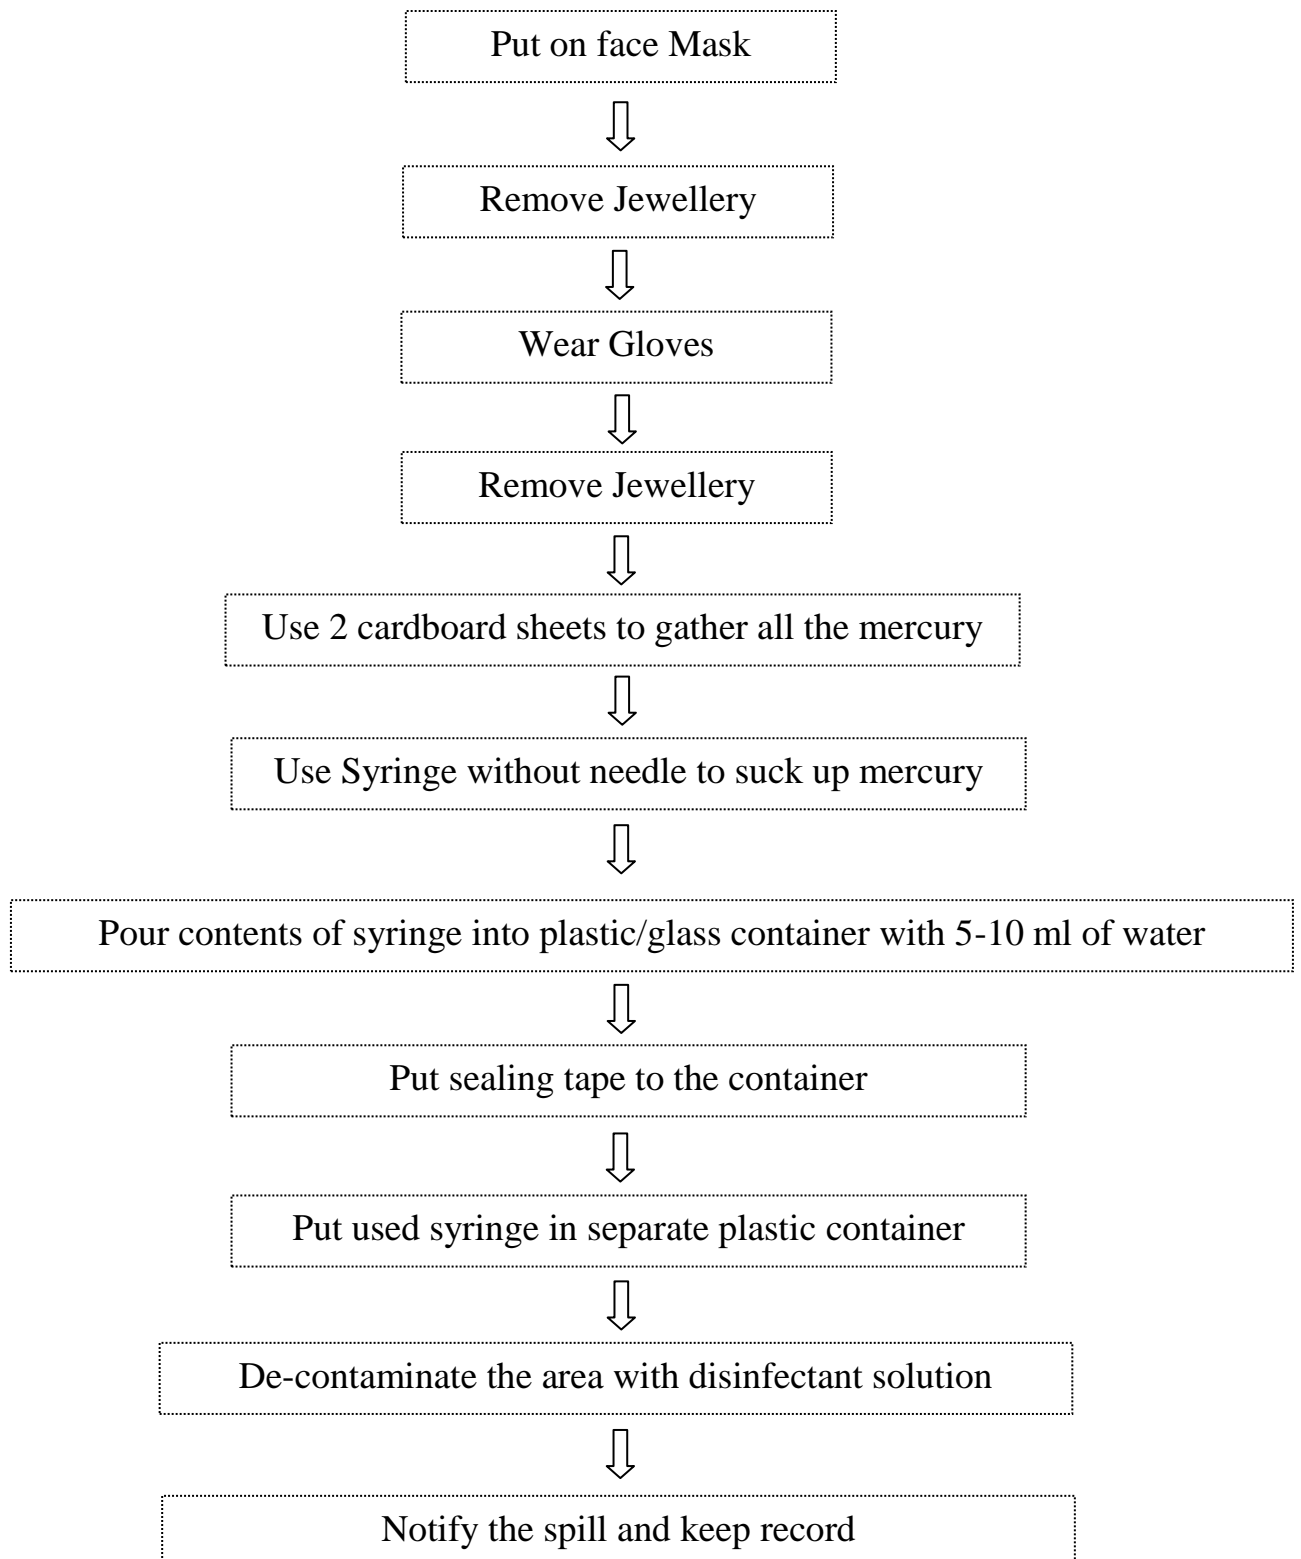 Put on face Mask
Remove Jewellery
Wear Gloves
Remove Jewellery
Use 2 cardboard sheets to gather all the mercury
Use Syringe without needle to suck up mercury
Pour contents of syringe into plastic/glass container with 5-10 ml of water
Put sealing tape to the container
Put used syringe in separate plastic container
De-contaminate the area with disinfectant solution
Notify the spill and keep record